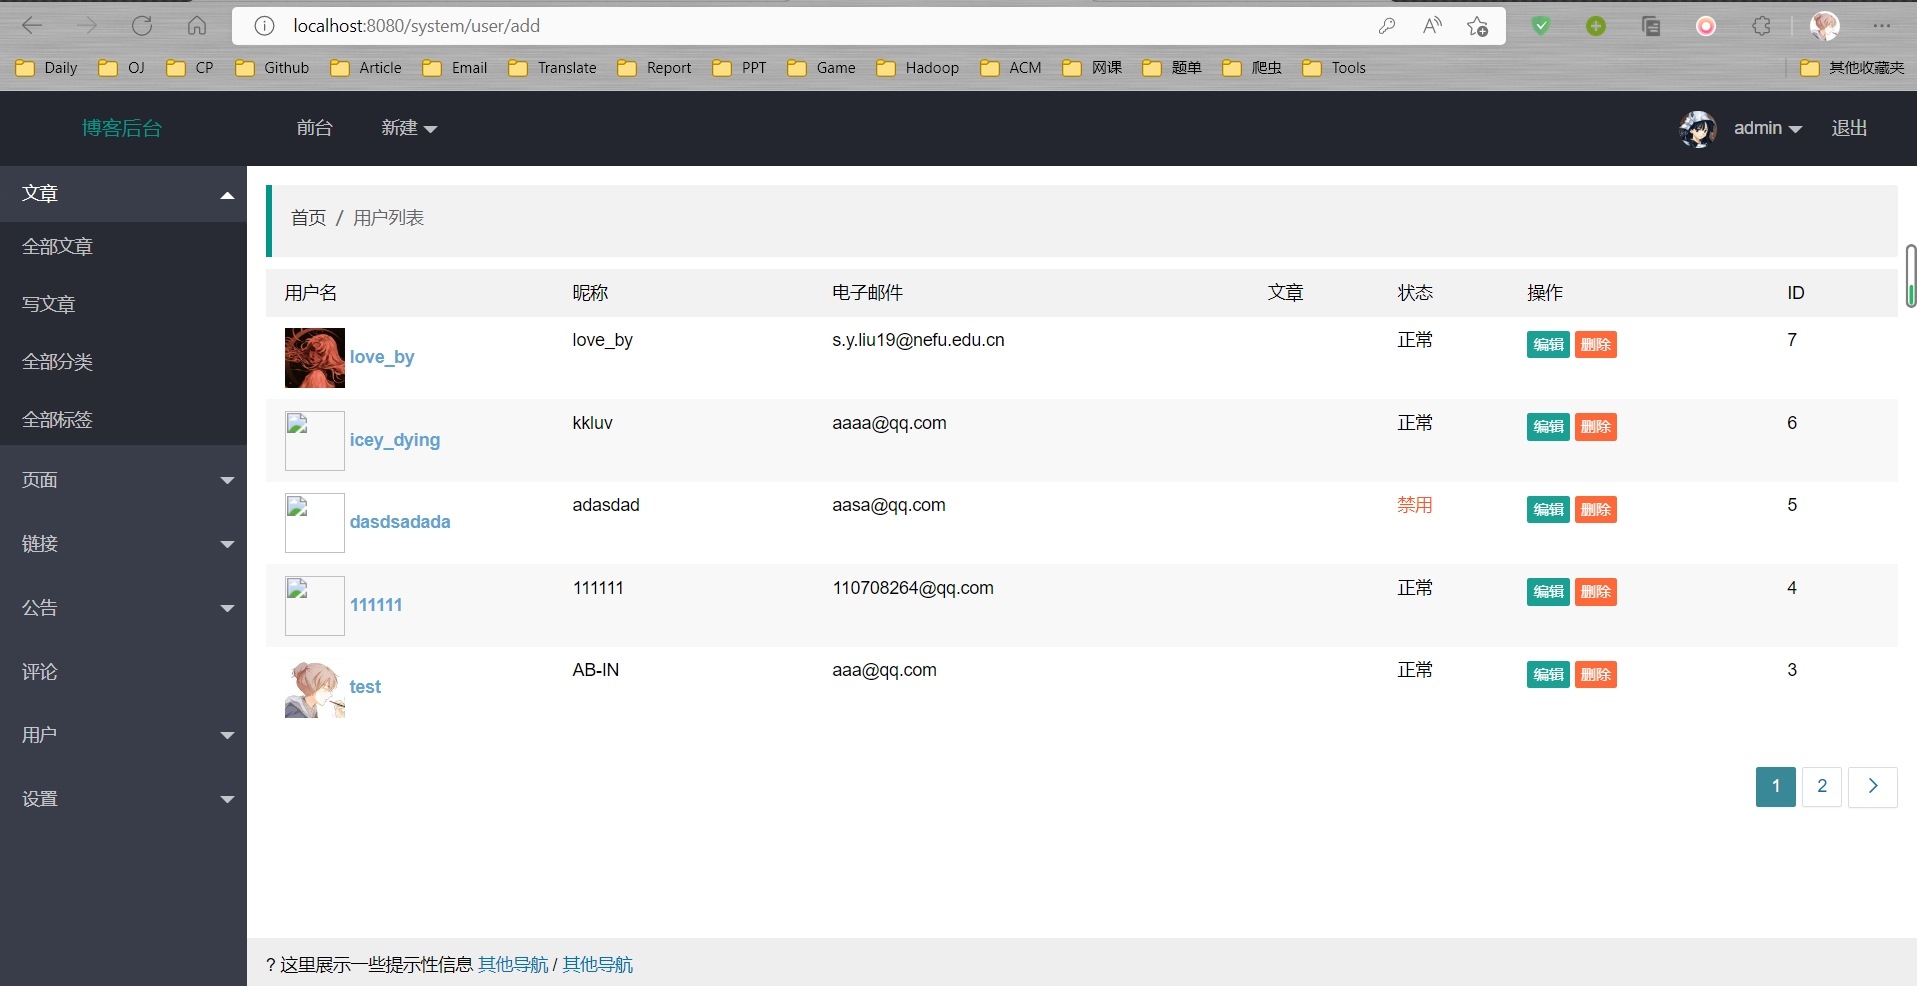 localhost:8080/system/user/add
Daily OJ CP Github Article Email Translate Report PPT Game Hadoop ACM 网课 题单 爬虫 Tools 其他收藏夹
博客后台 前台 新建 admin 退出
文章
全部文章
写文章
全部分类
全部标签
页面
链接
公告
评论
用户
设置
首页 / 用户列表
用户名 昵称 电子邮件 文章 状态 操作 ID
love_by love_by s.y.liu19@nefu.edu.cn 正常 编辑 删除 7
icey_dying kkluv aaaa@qq.com 正常 编辑 删除 6
dasdsadada adasdad aasa@qq.com 禁用 编辑 删除 5
111111 111111 110708264@qq.com 正常 编辑 删除 4
test AB-IN aaa@qq.com 正常 编辑 删除 3
1 2
? 这里展示一些提示性信息 其他导航 / 其他导航